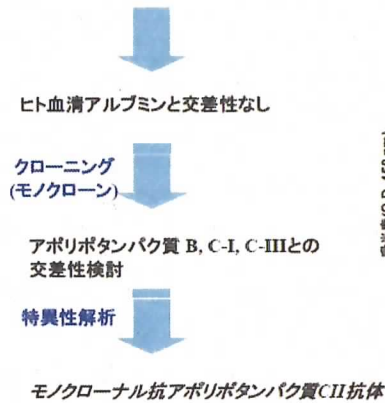 ヒト血清アルブミンと交差性なし
クローニング
(モノクローン)
アポリポタンパク質 B, C-I, C-IIIとの
交差性検討
特異性解析
モノクローナル抗アポリポタンパク質CII抗体